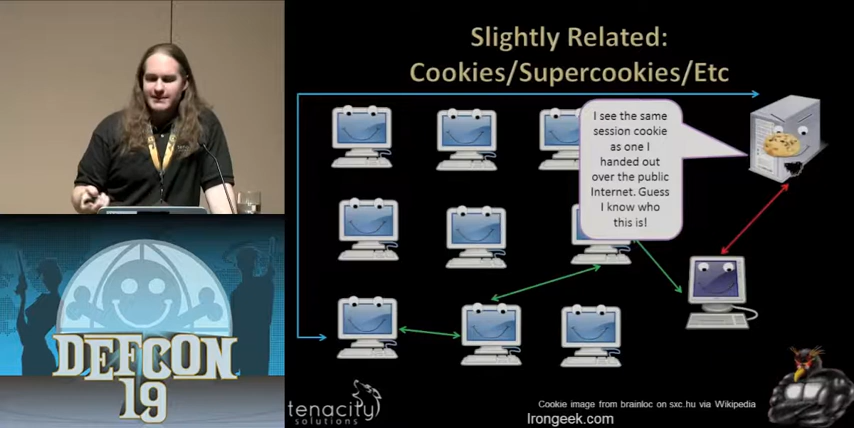 Slightly Related:
Cookies/Supercookies/Etc
I see the same
session cookie
as one I
handed out
over the public
Internet. Guess
I know who
this is!
DEFCON
19
tenacity
solutions
Cookie image from brainloc on sxc.hu via Wikipedia
Irongeek.com